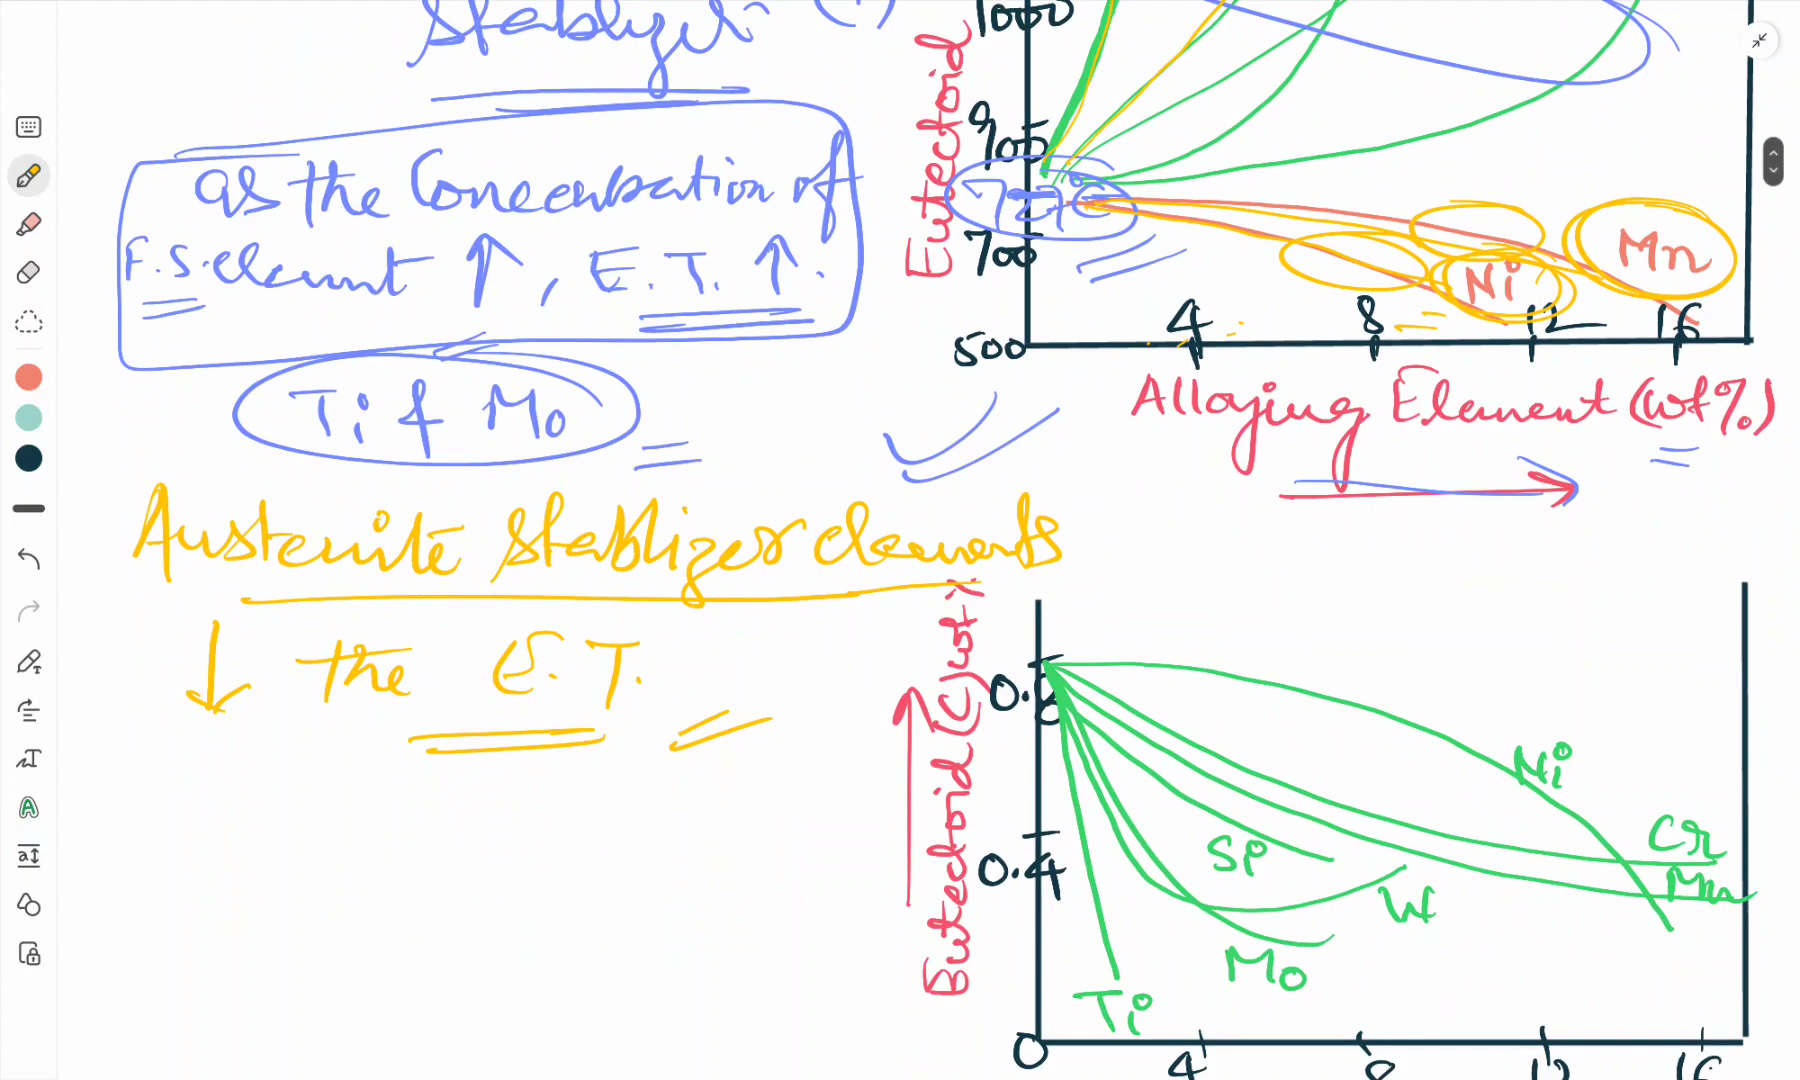 Stablizer
as the Concentration of
F.S. element ↑, E.T. ↑.
Ti & Mo
Austenite stablizer elements
↓ the E.T.
Eutectoid
1000
900
727°C
700
500
4 8 12 16
Ni
Mn
Alloying Element (wt%)
Eutectoid (C) wt%
0.8
0.4
0
4 8 12 16
Ni
Cr
Mn
Si
W
Mo
Ti